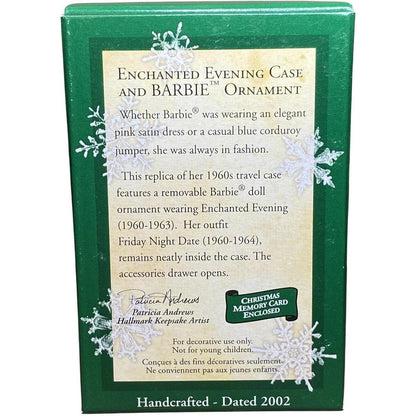 ENCHANTED EVENING CASE
AND BARBIE™ ORNAMENT
Whether Barbie® was wearing an elegant
pink satin dress or a casual blue corduroy
jumper, she was always in fashion.
This replica of her 1960s travel case
features a removable Barbie® doll
ornament wearing Enchanted Evening
(1960-1963). Her outfit
Friday Night Date (1960-1964),
remains neatly inside the case. The
accessories drawer opens.
Patricia Andrews
Patricia Andrews
Hallmark Keepsake Artist
CHRISTMAS
MEMORY CARD
ENCLOSED
For decorative use only.
Not for young children.
Conçues à des fins décoratives seulement.
Ne conviennent pas aux jeunes enfants.
Handcrafted - Dated 2002